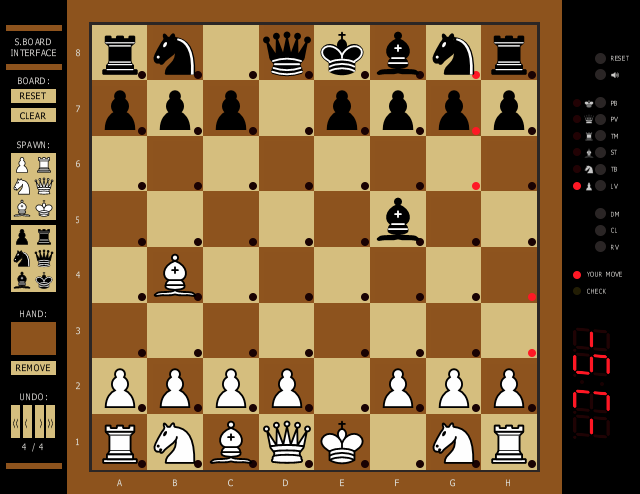 S.BOARD
INTERFACE
BOARD:
RESET
CLEAR
SPAWN:
HAND:
REMOVE
UNDO:
4 / 4
8
7
6
5
4
3
2
1
A B C D E F G H
RESET
PB
PV
TM
ST
TB
LV
DM
CL
RV
YOUR MOVE
CHECK